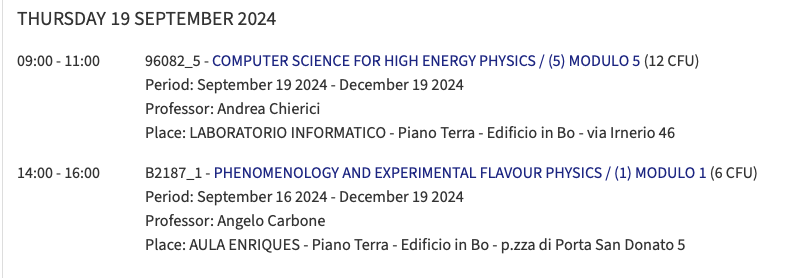 THURSDAY 19 SEPTEMBER 2024
09:00 - 11:00 96082_5 - COMPUTER SCIENCE FOR HIGH ENERGY PHYSICS / (5) MODULO 5 (12 CFU)
Period: September 19 2024 - December 19 2024
Professor: Andrea Chierici
Place: LABORATORIO INFORMATICO - Piano Terra - Edificio in Bo - via Irnerio 46
14:00 - 16:00 B2187_1 - PHENOMENOLOGY AND EXPERIMENTAL FLAVOUR PHYSICS / (1) MODULO 1 (6 CFU)
Period: September 16 2024 - December 19 2024
Professor: Angelo Carbone
Place: AULA ENRIQUES - Piano Terra - Edificio in Bo - p.zza di Porta San Donato 5